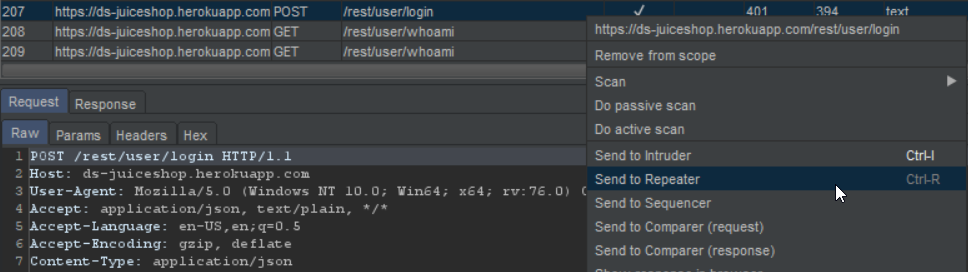 207 https://ds-juiceshop.herokuapp.com POST /rest/user/login ✓ 401 394 text
208 https://ds-juiceshop.herokuapp.com GET /rest/user/whoami
209 https://ds-juiceshop.herokuapp.com GET /rest/user/whoami
https://ds-juiceshop.herokuapp.com/rest/user/login
Remove from scope
Scan
Do passive scan
Do active scan
Send to Intruder Ctrl-I
Send to Repeater Ctrl-R
Send to Sequencer
Send to Comparer (request)
Send to Comparer (response)
Show response in browser
Request Response
Raw Params Headers Hex
1 POST /rest/user/login HTTP/1.1
2 Host: ds-juiceshop.herokuapp.com
3 User-Agent: Mozilla/5.0 (Windows NT 10.0; Win64; x64; rv:76.0)
4 Accept: application/json, text/plain, */*
5 Accept-Language: en-US,en;q=0.5
6 Accept-Encoding: gzip, deflate
7 Content-Type: application/json